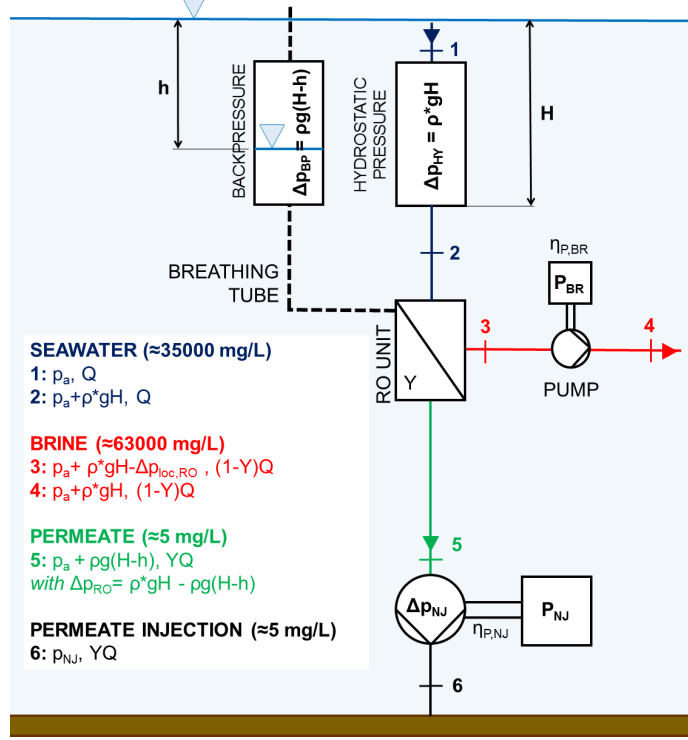 h
BACKPRESSURE
Δp_BP = ρg(H-h)
HYDROSTATIC
PRESSURE
Δp_HY = ρ*gH
1
H
2
BREATHING
TUBE
η_P,BR
P_BR
3
4
PUMP
RO UNIT
Y
SEAWATER (≈35000 mg/L)
1: p_a, Q
2: p_a+ρ*gH, Q
BRINE (≈63000 mg/L)
3: p_a+ ρ*gH-Δp_loc,RO , (1-Y)Q
4: p_a+ρ*gH, (1-Y)Q
PERMEATE (≈5 mg/L)
5: p_a + ρg(H-h), YQ
with Δp_RO= ρ*gH - ρg(H-h)
PERMEATE INJECTION (≈5 mg/L)
6: p_NJ, YQ
5
Δp_NJ
η_P,NJ
P_NJ
6